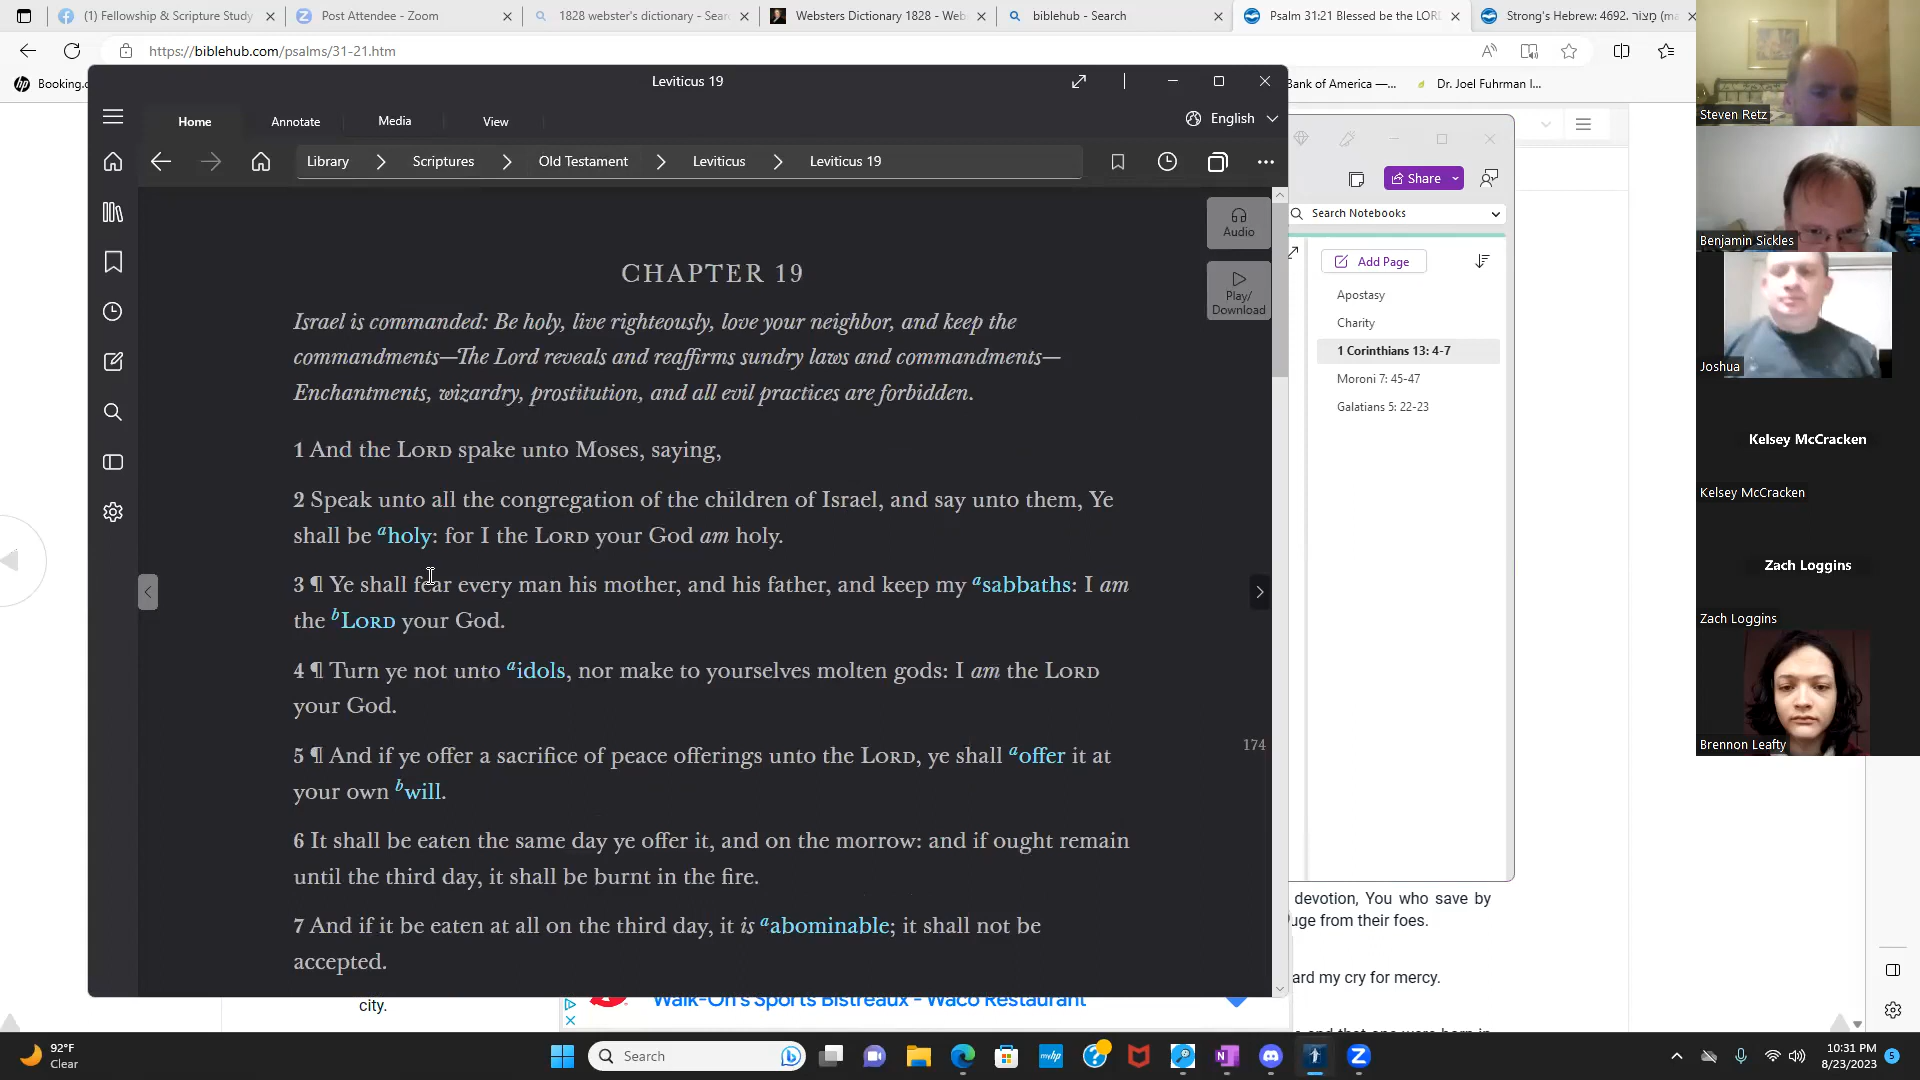 (1) Fellowship & Scripture Study
Post Attendee - Zoom
1828 webster's dictionary - Sear
Websters Dictionary 1828 - Web
biblehub - Search
Psalm 31:21 Blessed be the LORD
Strong's Hebrew: 4692. מָצוֹר (ma
https://biblehub.com/psalms/31-21.htm
Booking.c
Bank of America —...
Dr. Joel Fuhrman I...
Leviticus 19
Home
Annotate
Media
View
English
Library
Scriptures
Old Testament
Leviticus
Leviticus 19
Audio
Play/
Download
CHAPTER 19
Israel is commanded: Be holy, live righteously, love your neighbor, and keep the
commandments—The Lord reveals and reaffirms sundry laws and commandments—
Enchantments, wizardry, prostitution, and all evil practices are forbidden.
1 And the LORD spake unto Moses, saying,
2 Speak unto all the congregation of the children of Israel, and say unto them, Ye
shall be a holy: for I the LORD your God am holy.
3 ¶ Ye shall fear every man his mother, and his father, and keep my a sabbaths: I am
the b LORD your God.
4 ¶ Turn ye not unto a idols, nor make to yourselves molten gods: I am the LORD
your God.
5 ¶ And if ye offer a sacrifice of peace offerings unto the LORD, ye shall a offer it at
your own b will.
174
6 It shall be eaten the same day ye offer it, and on the morrow: and if ought remain
until the third day, it shall be burnt in the fire.
7 And if it be eaten at all on the third day, it is a abominable; it shall not be
accepted.
Share
Search Notebooks
Add Page
Apostasy
Charity
1 Corinthians 13: 4-7
Moroni 7: 45-47
Galatians 5: 22-23
devotion, You who save by
uge from their foes.
ard my cry for mercy.
city.
Walk-On's Sports Bistreaux - Waco Restaurant
Steven Retz
Benjamin Sickles
Joshua
Kelsey McCracken
Kelsey McCracken
Zach Loggins
Zach Loggins
Brennon Leafty
92°F
Clear
Search
myhp
10:31 PM
8/23/2023
5